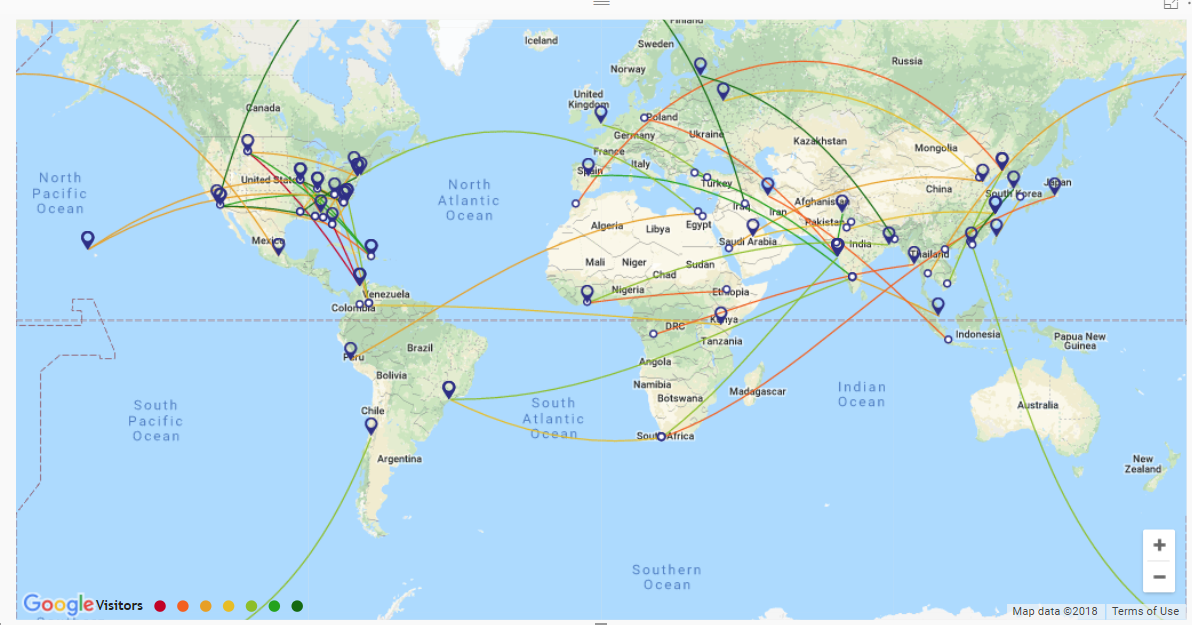 Finland
Iceland
Sweden
Russia
Norway
Canada
United
Kingdom
Poland
Germany
Ukraine
Kazakhstan
Mongolia
France
Italy
Spain
Turkey
North
Pacific
Ocean
United States
North
Atlantic
Ocean
China
South Korea
Japan
Afghanistan
Iraq
Iran
Pakistan
Algeria
Libya
Egypt
Mexico
Saudi Arabia
India
Thailand
Mali
Niger
Chad
Sudan
Nigeria
Ethiopia
Venezuela
Colombia
Kenya
DRC
Tanzania
Indonesia
Papua New
Guinea
Peru
Brazil
Bolivia
Angola
Namibia
Botswana
Madagascar
Indian
Ocean
Chile
South
Pacific
Ocean
South
Atlantic
Ocean
Australia
South Africa
Argentina
New
Zealand
Southern
Ocean
+
−
Google
Visitors
Map data ©2018
Terms of Use